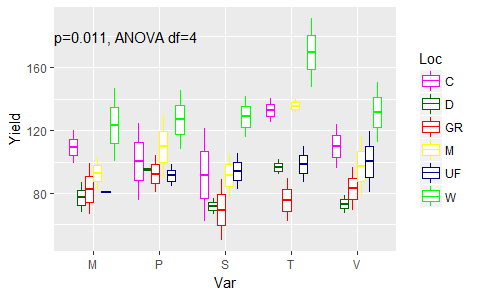 p=0.011, ANOVA df=4
160
120
80
Yield
M P S T V
Var
Loc
C
D
GR
M
UF
W